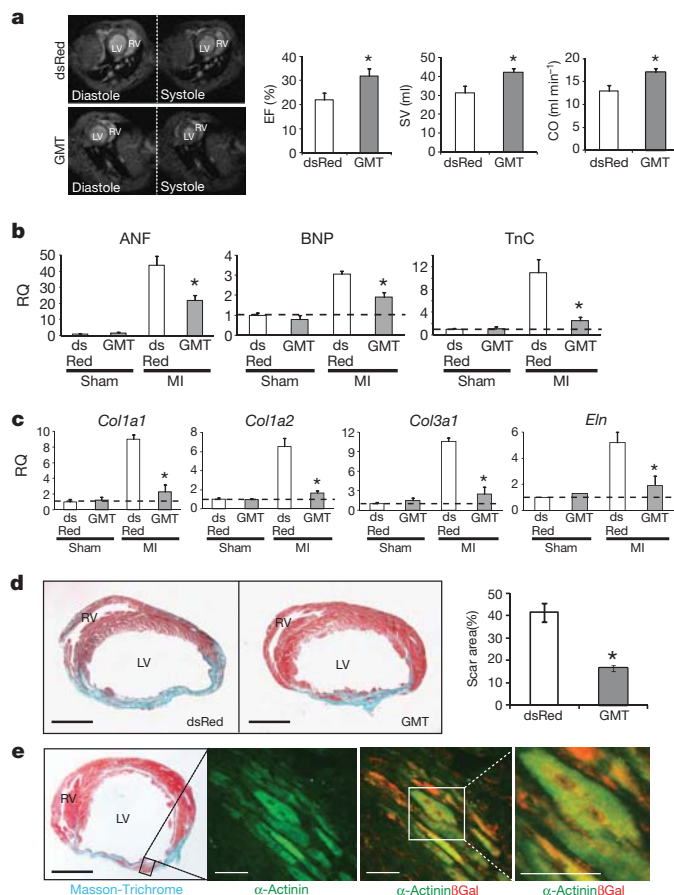 a
dsRed
LV
RV
Diastole
LV
RV
Systole
GMT
LV
RV
Diastole
LV
RV
Systole
EF (%)
40
30
20
10
0
*
dsRed GMT
SV (ml)
50
40
30
20
10
0
*
dsRed GMT
CO (ml min⁻¹)
20
15
10
5
0
*
dsRed GMT
b
ANF
RQ
50
40
30
20
10
0
*
ds GMT ds GMT
Red Red
Sham MI
BNP
4
3
2
1
0
*
ds GMT ds GMT
Red Red
Sham MI
TnC
12
8
4
0
*
ds GMT ds GMT
Red Red
Sham MI
c
Col1a1
RQ
10
8
6
4
2
0
*
ds GMT ds GMT
Red Red
Sham MI
Col1a2
8
6
4
2
0
*
ds GMT ds GMT
Red Red
Sham MI
Col3a1
12
9
6
3
0
*
ds GMT ds GMT
Red Red
Sham MI
Eln
6
4
2
0
*
ds GMT ds GMT
Red Red
Sham MI
d
RV
LV
dsRed
RV
LV
GMT
Scar area(%)
50
40
30
20
10
0
*
dsRed GMT
e
RV
LV
Masson-Trichrome
α-Actinin
α-ActininβGal
α-ActininβGal